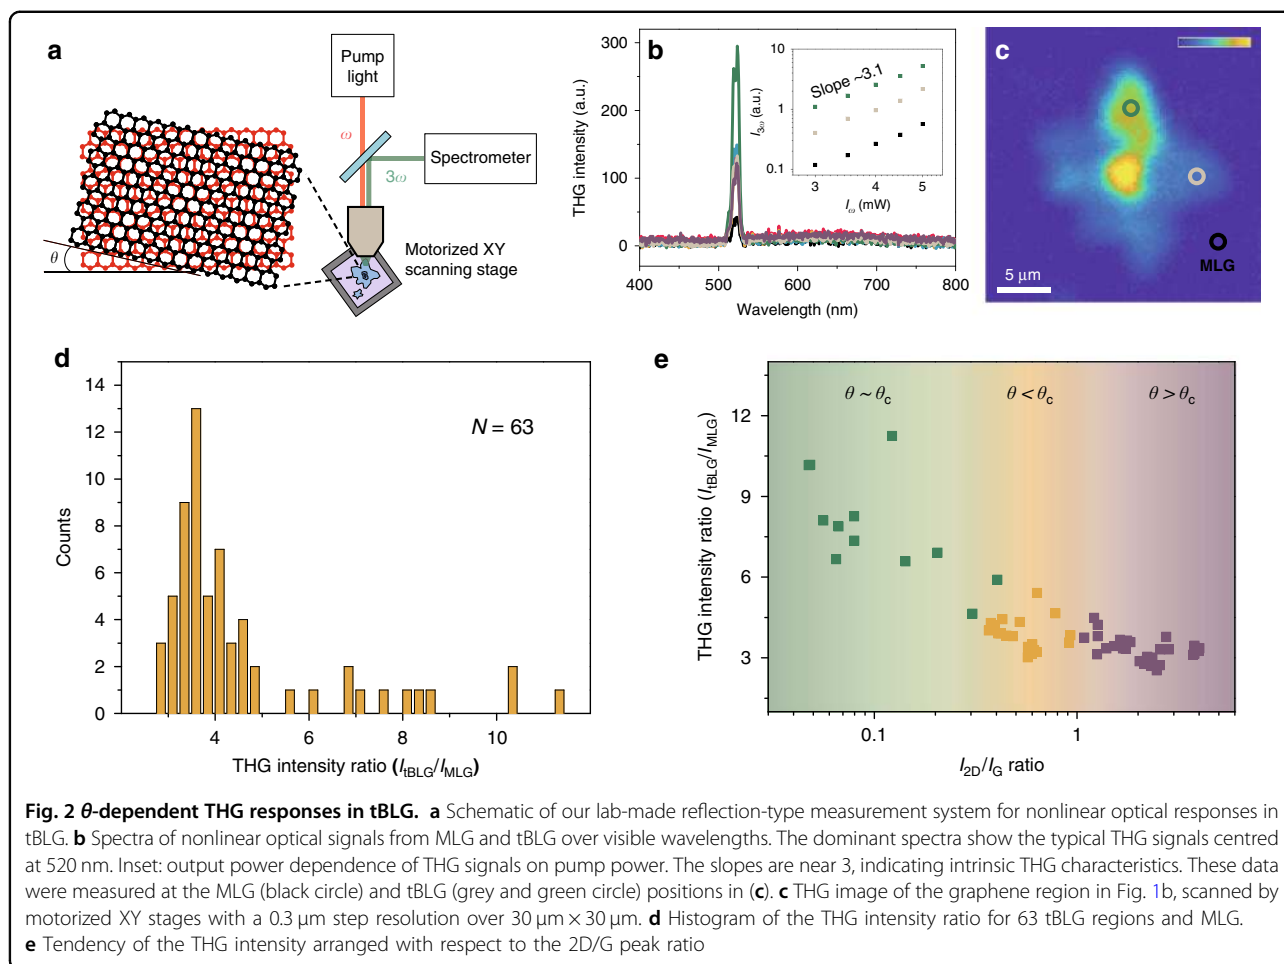 a
Pump
light
ω
Spectrometer
3ω
Motorized XY
scanning stage
θ
b
THG intensity (a.u.)
300
250
200
150
100
50
0
400 500 600 700 800
Wavelength (nm)
I3ω (a.u.)
10
1
0.1
Slope ~3.1
3 4 5
Iω (mW)
c
MLG
5 μm
d
Counts
14
12
10
8
6
4
2
0
N = 63
4 6 8 10
THG intensity ratio (ItBLG/IMLG)
e
THG intensity ratio (ItBLG/IMLG)
12
9
6
3
θ ~ θc θ < θc θ > θc
0.1 1
I2D/IG ratio
Fig. 2 θ-dependent THG responses in tBLG. a Schematic of our lab-made reflection-type measurement system for nonlinear optical responses in
tBLG. b Spectra of nonlinear optical signals from MLG and tBLG over visible wavelengths. The dominant spectra show the typical THG signals centred
at 520 nm. Inset: output power dependence of THG signals on pump power. The slopes are near 3, indicating intrinsic THG characteristics. These data
were measured at the MLG (black circle) and tBLG (grey and green circle) positions in (c). c THG image of the graphene region in Fig. 1b, scanned by
motorized XY stages with a 0.3 μm step resolution over 30 μm × 30 μm. d Histogram of the THG intensity ratio for 63 tBLG regions and MLG.
e Tendency of the THG intensity arranged with respect to the 2D/G peak ratio